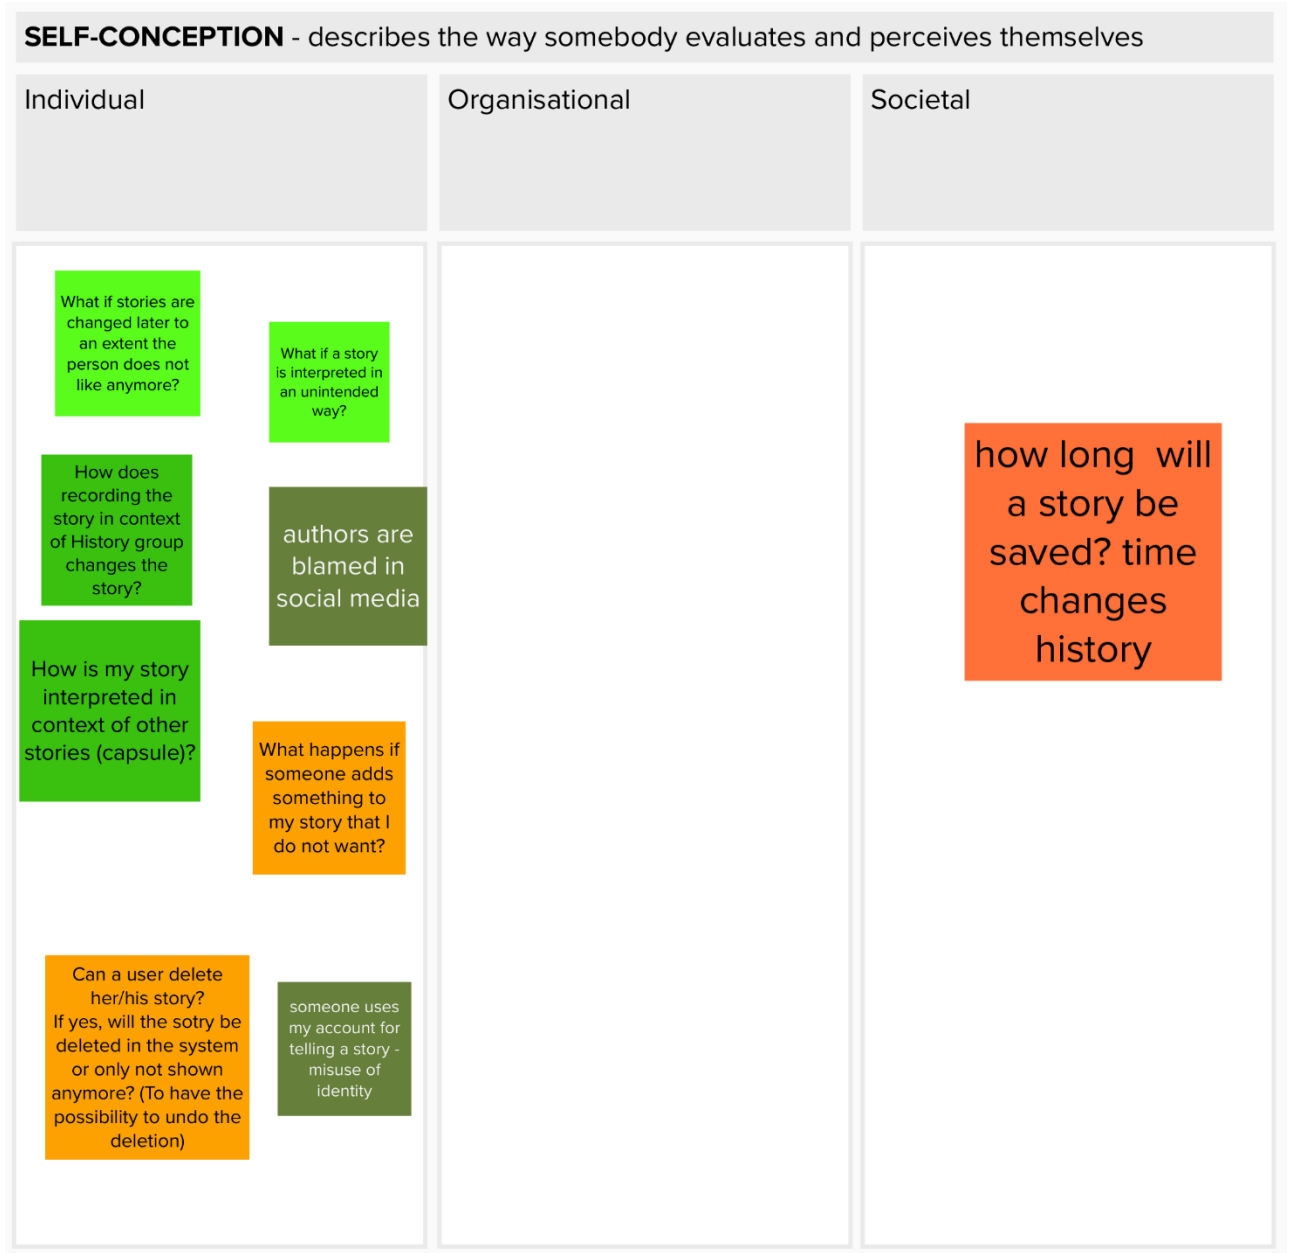 SELF-CONCEPTION - describes the way somebody evaluates and perceives themselves
Individual
Organisational
Societal
What if stories are
changed later to
an extent the
person does not
like anymore?
What if a story
is interpreted in
an unintended
way?
How does
recording the
story in context
of History group
changes the
story?
authors are
blamed in
social media
How is my story
interpreted in
context of other
stories (capsule)?
What happens if
someone adds
something to
my story that I
do not want?
Can a user delete
her/his story?
If yes, will the sotry be
deleted in the system
or only not shown
anymore? (To have the
possibility to undo the
deletion)
someone uses
my account for
telling a story -
misuse of
identity
how long will
a story be
saved? time
changes
history